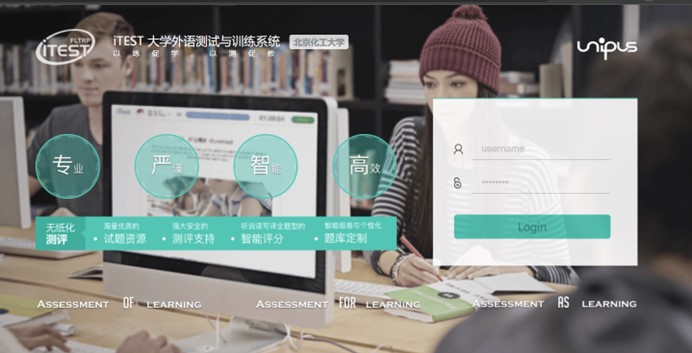 FLTRP
iTEST
iTEST 大学外语测试与训练系统 北京化工大学
以练促学，以测促教
unipus
专业
严谨
智能
高效
username
Login
无纸化
测评
海量优质的
试题资源
强大安全的
测评支持
听说读写译全题型的
智能评分
智能组卷与个性化
题库定制
ASSESSMENT OF LEARNING
ASSESSMENT FOR LEARNING
ASSESSMENT AS LEARNING